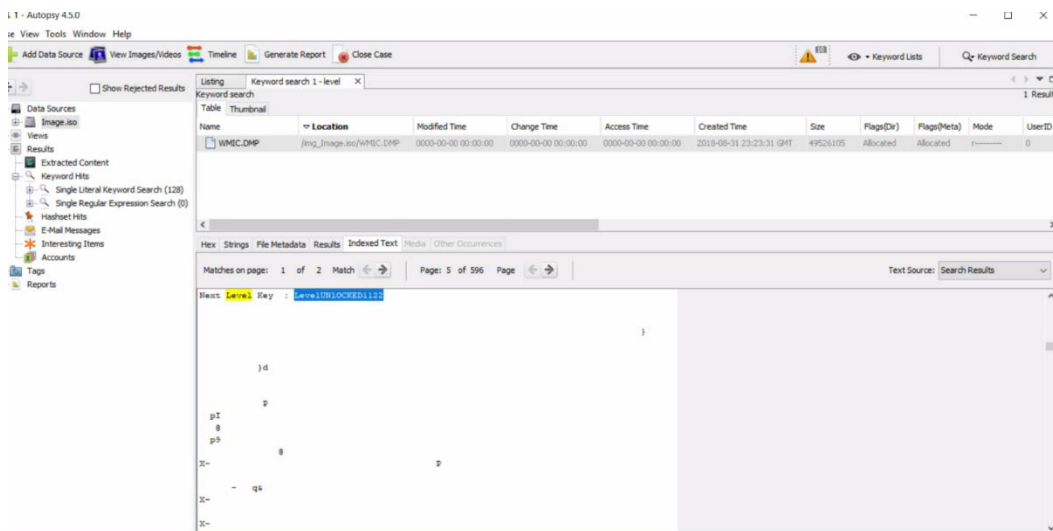 1 - Autopsy 4.5.0
View Tools Window Help
Add Data Source View Images/Videos Timeline Generate Report Close Case Keyword Lists Keyword Search
Show Rejected Results
Listing Keyword search 1 - level X
Keyword search 1 Result
Table Thumbnail
Data Sources
Image.iso
Views
Results
Extracted Content
Keyword Hits
Single Literal Keyword Search (128)
Single Regular Expression Search (0)
Hashset Hits
E-Mail Messages
Interesting Items
Accounts
Tags
Reports
Name Location Modified Time Change Time Access Time Created Time Size Flags(Dir) Flags(Meta) Mode UserID
WMIC.DMP /img_Image.iso/WMIC.DMP 0000-00-00 00:00:00 0000-00-00 00:00:00 0000-00-00 00:00:00 2018-08-31 23:23:31 GMT 49526105 Allocated Allocated r--------- 0
Hex Strings File Metadata Results Indexed Text Media Other Occurrences
Matches on page: 1 of 2 Match Page: 5 of 596 Page Text Source: Search Results
Next Level Key : LevelUN1OCKED1122
}
}d
p
pI
@
p9
@
X- p
- q&
X-
X-